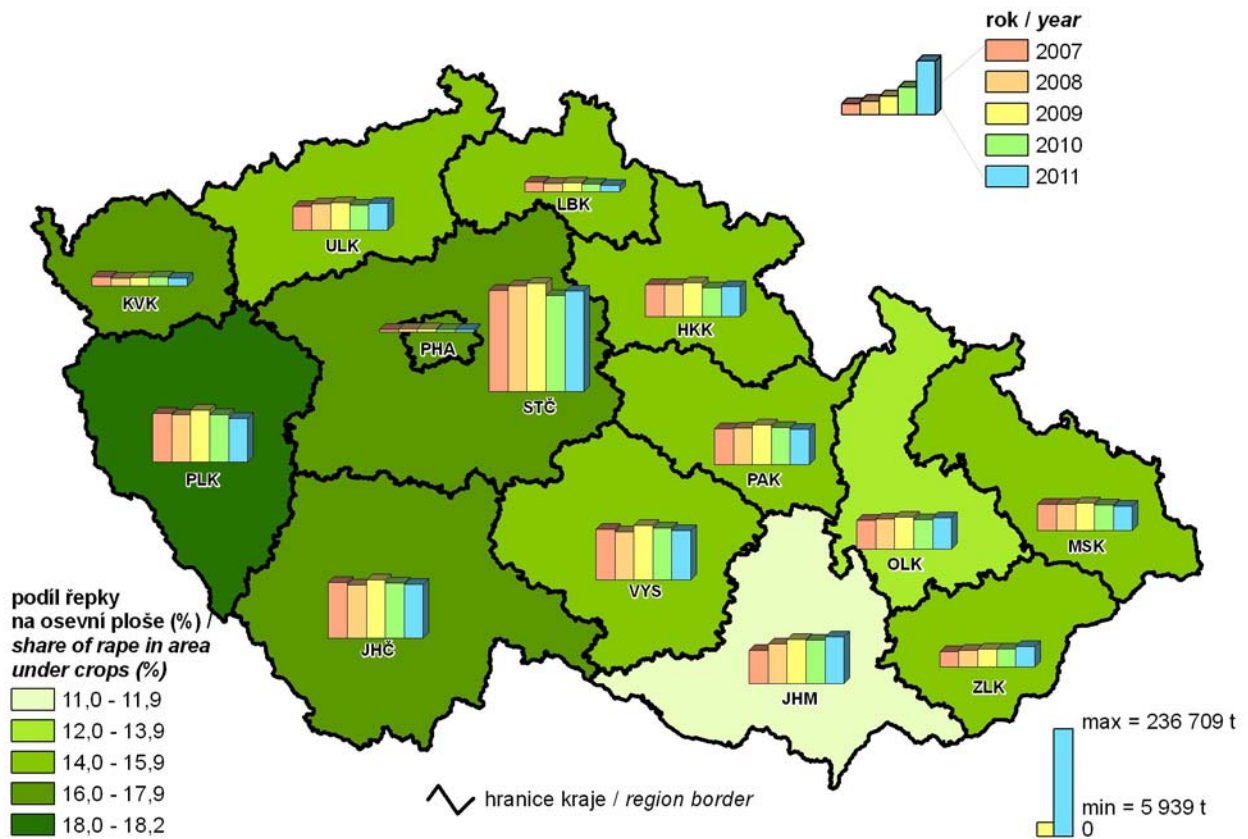 rok / year
2007
2008
2009
2010
2011
LBK
ULK
KVK
HKK
PHA
STČ
PLK
PAK
MSK
OLK
VYS
JHČ
ZLK
JHM
podíl řepky
na osevní ploše (%) /
share of rape in area
under crops (%)
11,0 - 11,9
12,0 - 13,9
14,0 - 15,9
16,0 - 17,9
18,0 - 18,2
hranice kraje / region border
max = 236 709 t
min = 5 939 t
0